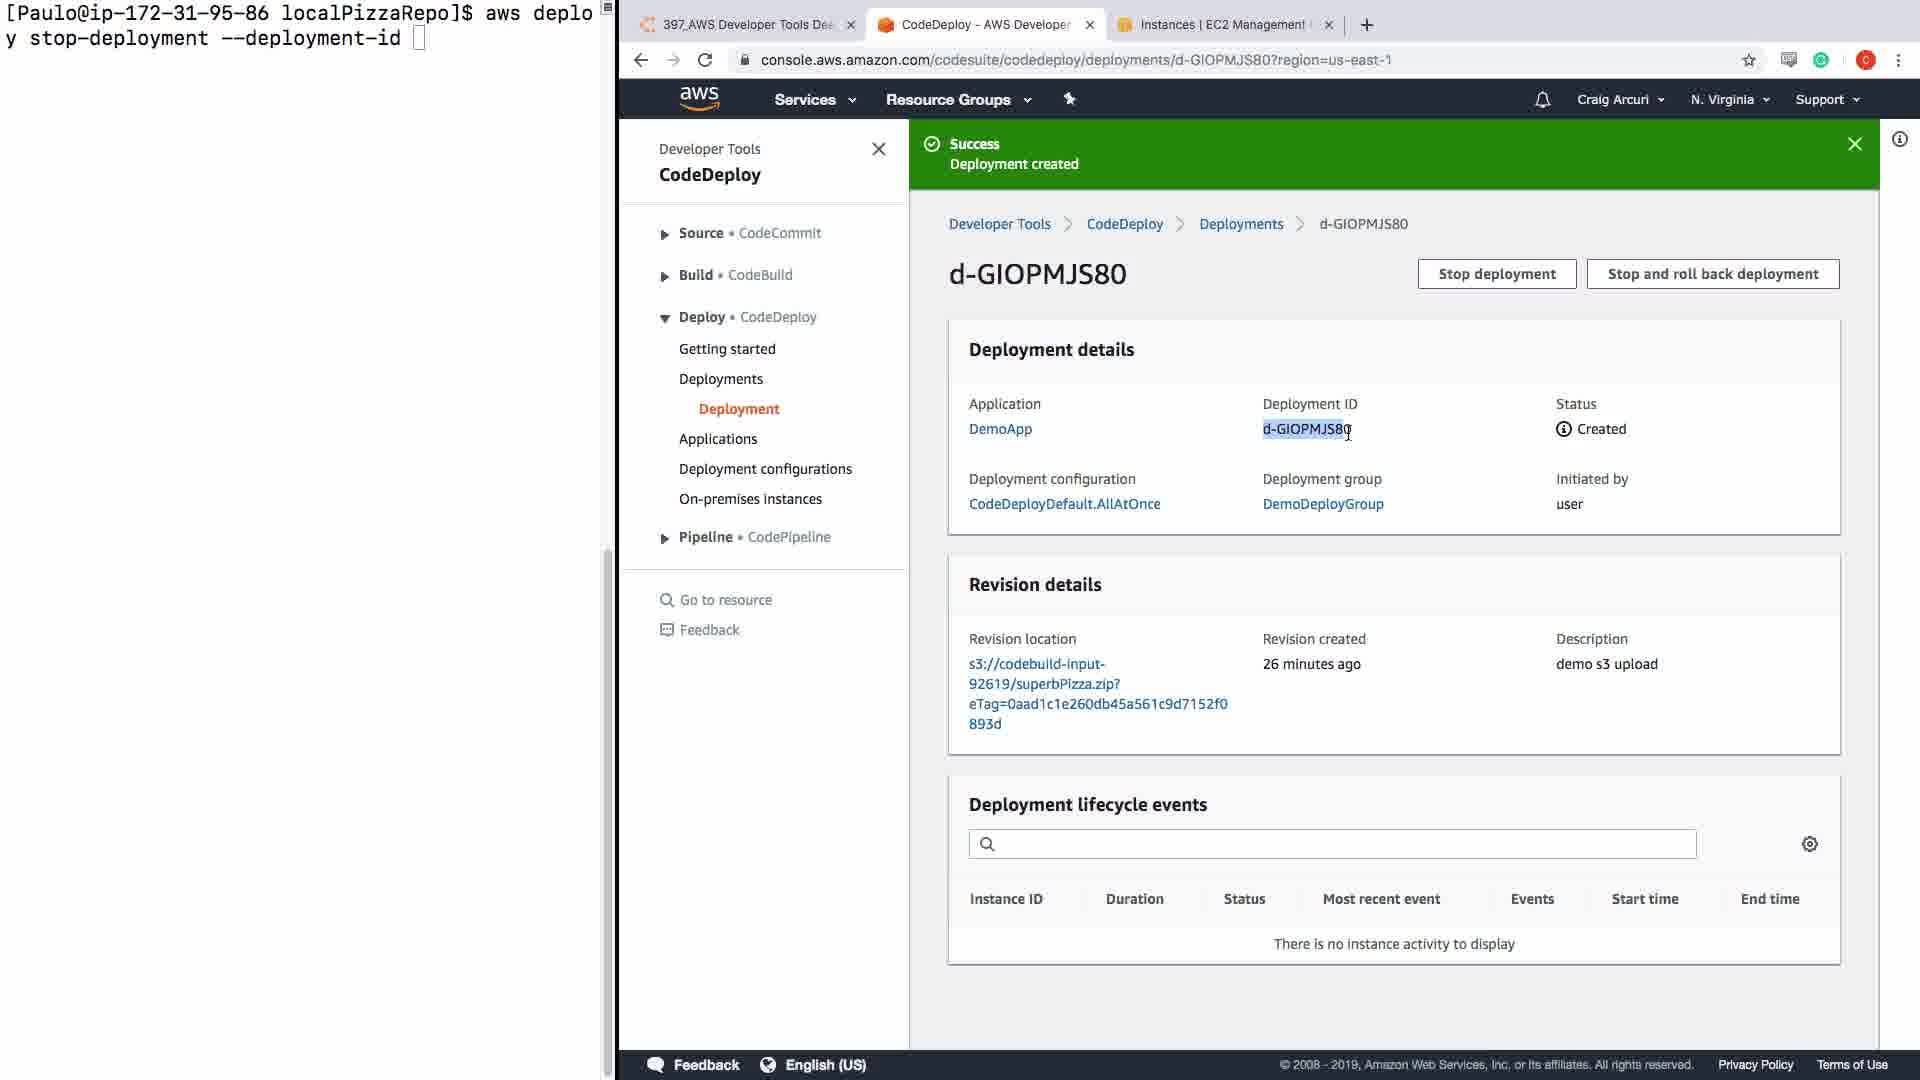 [Paulo@ip-172-31-95-86 localPizzaRepo]$ aws deplo
y stop-deployment --deployment-id
397_AWS Developer Tools Dee
CodeDeploy - AWS Developer
Instances | EC2 Management
console.aws.amazon.com/codesuite/codedeploy/deployments/d-GIOPMJS80?region=us-east-1
aws
Services
Resource Groups
Craig Arcuri
N. Virginia
Support
Developer Tools
CodeDeploy
Source • CodeCommit
Build • CodeBuild
Deploy • CodeDeploy
Getting started
Deployments
Deployment
Applications
Deployment configurations
On-premises instances
Pipeline • CodePipeline
Go to resource
Feedback
Success
Deployment created
Developer Tools > CodeDeploy > Deployments > d-GIOPMJS80
d-GIOPMJS80
Stop deployment
Stop and roll back deployment
Deployment details
Application
DemoApp
Deployment ID
d-GIOPMJS80
Status
Created
Deployment configuration
CodeDeployDefault.AllAtOnce
Deployment group
DemoDeployGroup
Initiated by
user
Revision details
Revision location
s3://codebuild-input-
92619/superbPizza.zip?
eTag=0aad1c1e260db45a561c9d7152f0
893d
Revision created
26 minutes ago
Description
demo s3 upload
Deployment lifecycle events
Instance ID Duration Status Most recent event Events Start time End time
There is no instance activity to display
Feedback
English (US)
© 2008 - 2019, Amazon Web Services, Inc. or its affiliates. All rights reserved.
Privacy Policy
Terms of Use